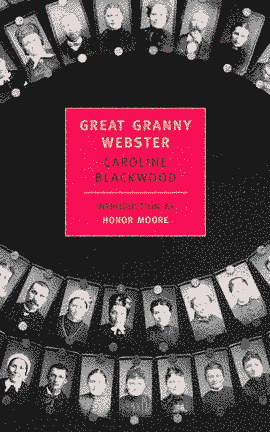 GREAT GRANNY
WEBSTER
CAROLINE
BLACKWOOD
INTRODUCTION BY
HONOR MOORE